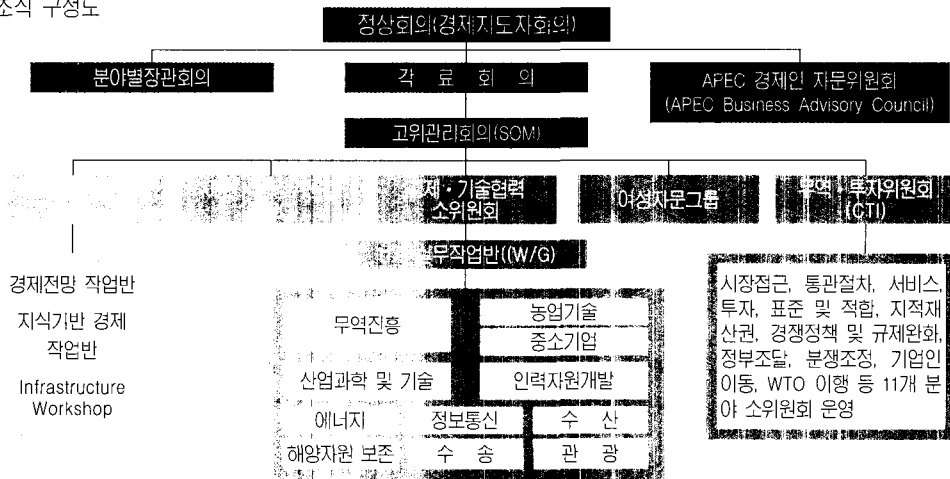 조직 구성도
정상회의(경제지도자회의)
분야별장관회의
각 료 회 의
APEC 경제인 자문위원회
(APEC Business Advisory Council)
고위관리회의(SOM)
기술협력
소위원회
여성자문그룹
투자위원회
(CTI)
작업반((W/G)
경제전망 작업반
지식기반 경제
작업반
Infrastructure
Workshop
무역진흥
농업기술
중소기업
산업과학 및 기술
인력자원개발
에너지
정보통신
수 산
해양자원 보존
수 송
관 광
시장접근, 통관절차, 서비스,
투자, 표준 및 적합, 지적재
산권, 경쟁정책 및 규제완화,
정부조달, 분쟁조정, 기업인
이동, WTO 이행 등 11개 분
야 소위원회 운영